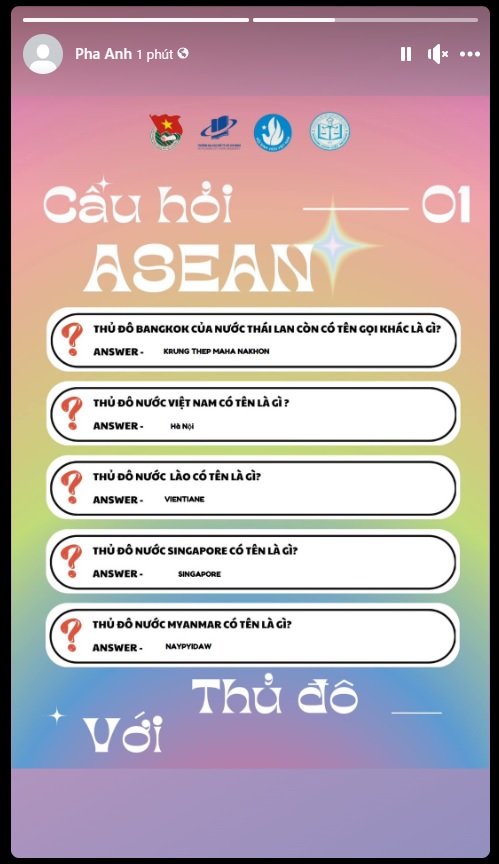 Pha Anh 1 phút
Cấu hỏi
01
ASEAN
THỦ ĐÔ BANGKOK CỦA NƯỚC THÁI LAN CÒN CÓ TÊN GỌI KHÁC LÀ GÌ?
ANSWER - KRUNG THEP MAHA NAKHON
THỦ ĐÔ NƯỚC VIỆT NAM CÓ TÊN LÀ GÌ ?
ANSWER - Hà Nội
THỦ ĐÔ NƯỚC LÀO CÓ TÊN LÀ GÌ?
ANSWER - VIENTIANE
THỦ ĐÔ NƯỚC SINGAPORE CÓ TÊN LÀ GÌ?
ANSWER - SINGAPORE
THỦ ĐÔ NƯỚC MYANMAR CÓ TÊN LÀ GÌ?
ANSWER - NAYPYIDAW
Thủ đô
Với